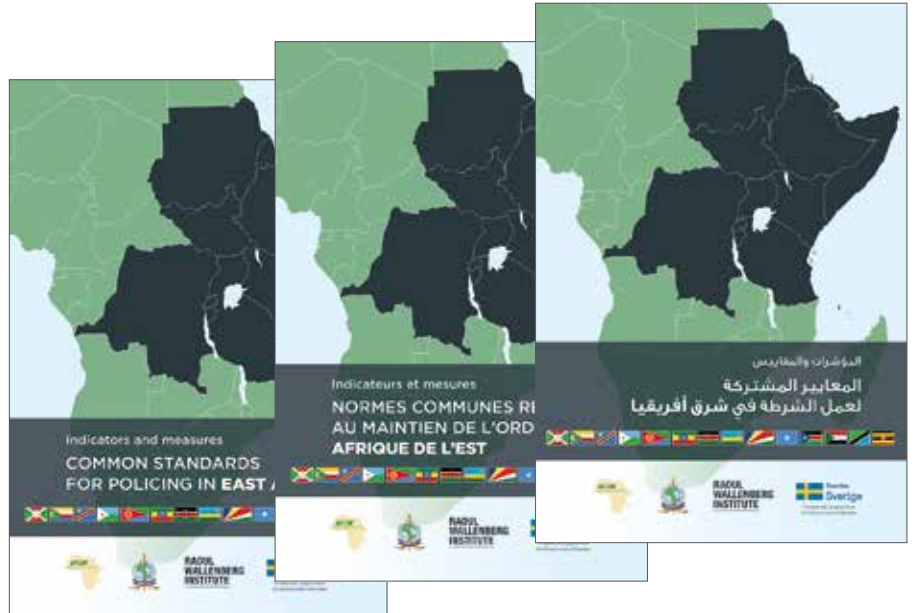 Indicators and measures
COMMON STANDARDS
FOR POLICING IN EAST
RAOUL
WALLENBERG
INSTITUTE
Indicateurs et mesures
NORMES COMMUNES RE
AU MAINTIEN DE L'ORD
AFRIQUE DE L'EST
RAOUL
WALLENBERG
INSTITUTE
المؤشرات والمقاييس
المعايير المشتركة
لعمل الشرطة في شرق أفريقيا
RAOUL
WALLENBERG
INSTITUTE
Sverige